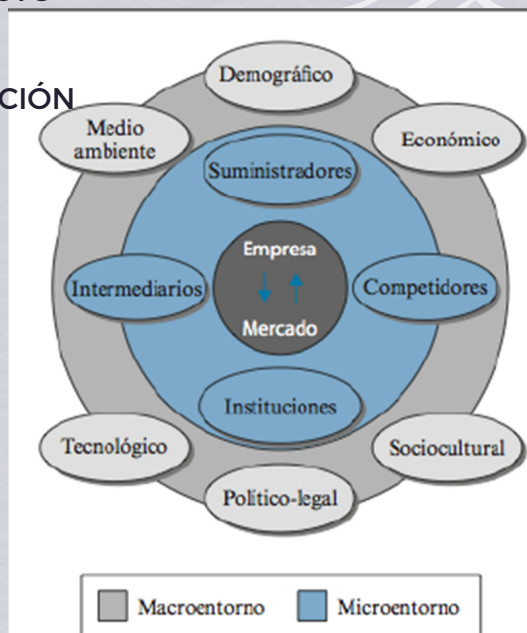 CIÓN
Demográfico
Medio
ambiente
Económico
Suministradores
Empresa
Intermediarios
Competidores
Mercado
Instituciones
Tecnológico
Sociocultural
Político-legal
Macroentorno
Microentorno